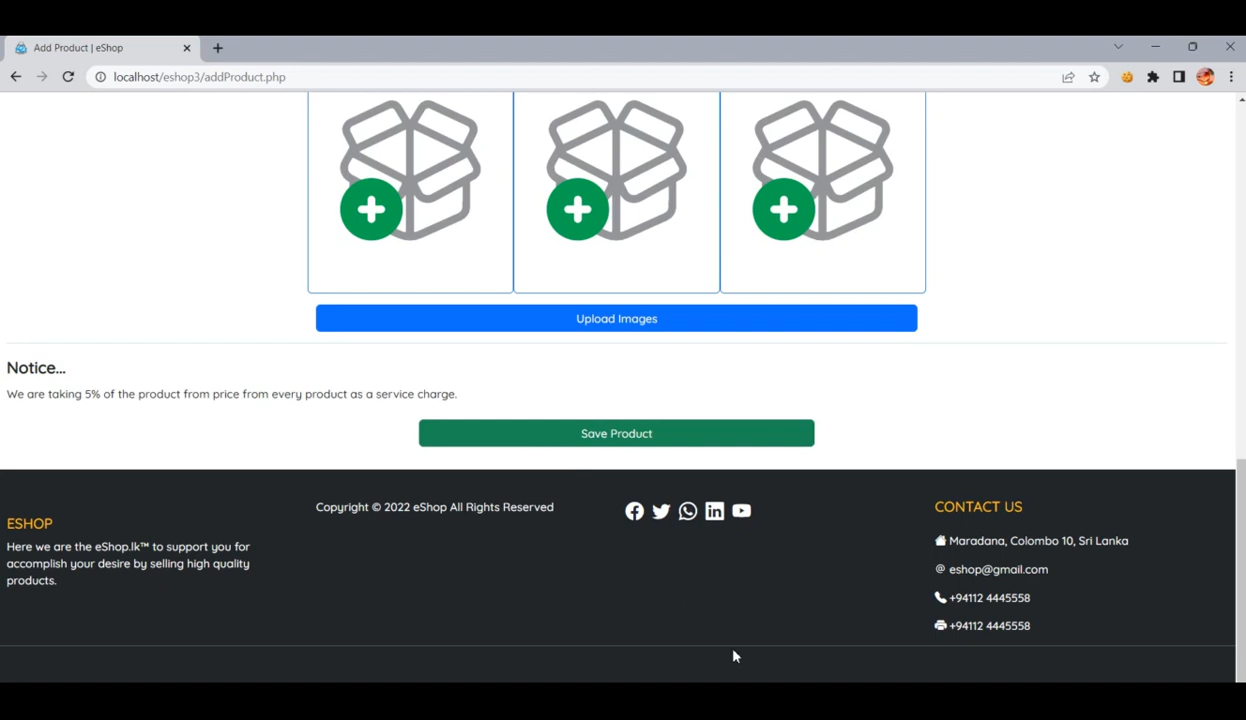 Add Product | eShop
localhost/eshop3/addProduct.php
Upload Images
Notice...
We are taking 5% of the product from price from every product as a service charge.
Save Product
ESHOP
Here we are the eShop.lk™ to support you for
accomplish your desire by selling high quality
products.
Copyright © 2022 eShop All Rights Reserved
CONTACT US
Maradana, Colombo 10, Sri Lanka
@ eshop@gmail.com
+94112 4445558
+94112 4445558